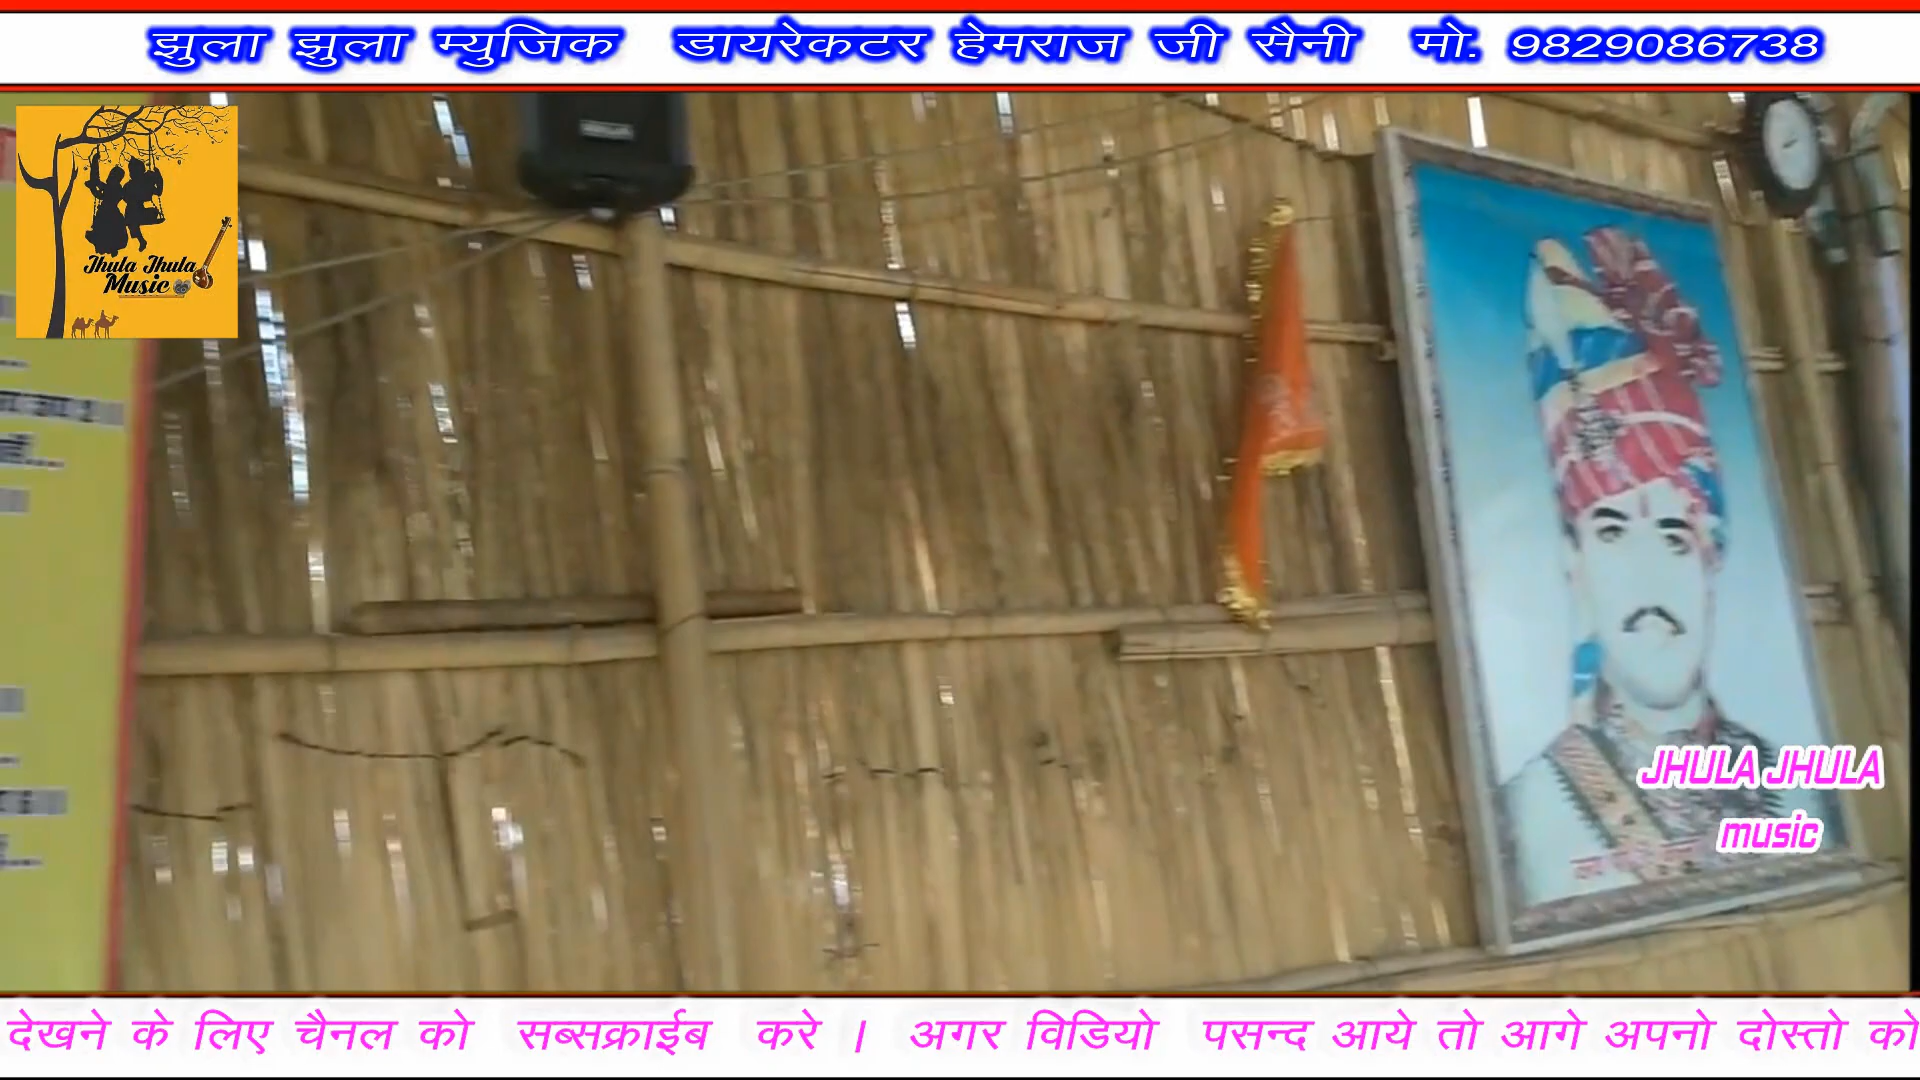 झुला झुला म्युजिक डायरेकटर हेमराज जी सैनी मो. 9829086738
Jhula Jhula
Music
JHULA JHULA
music
देखने के लिए चैनल को सब्सक्राईब करे । अगर विडियो पसन्द आये तो आगे अपनो दोस्तो को